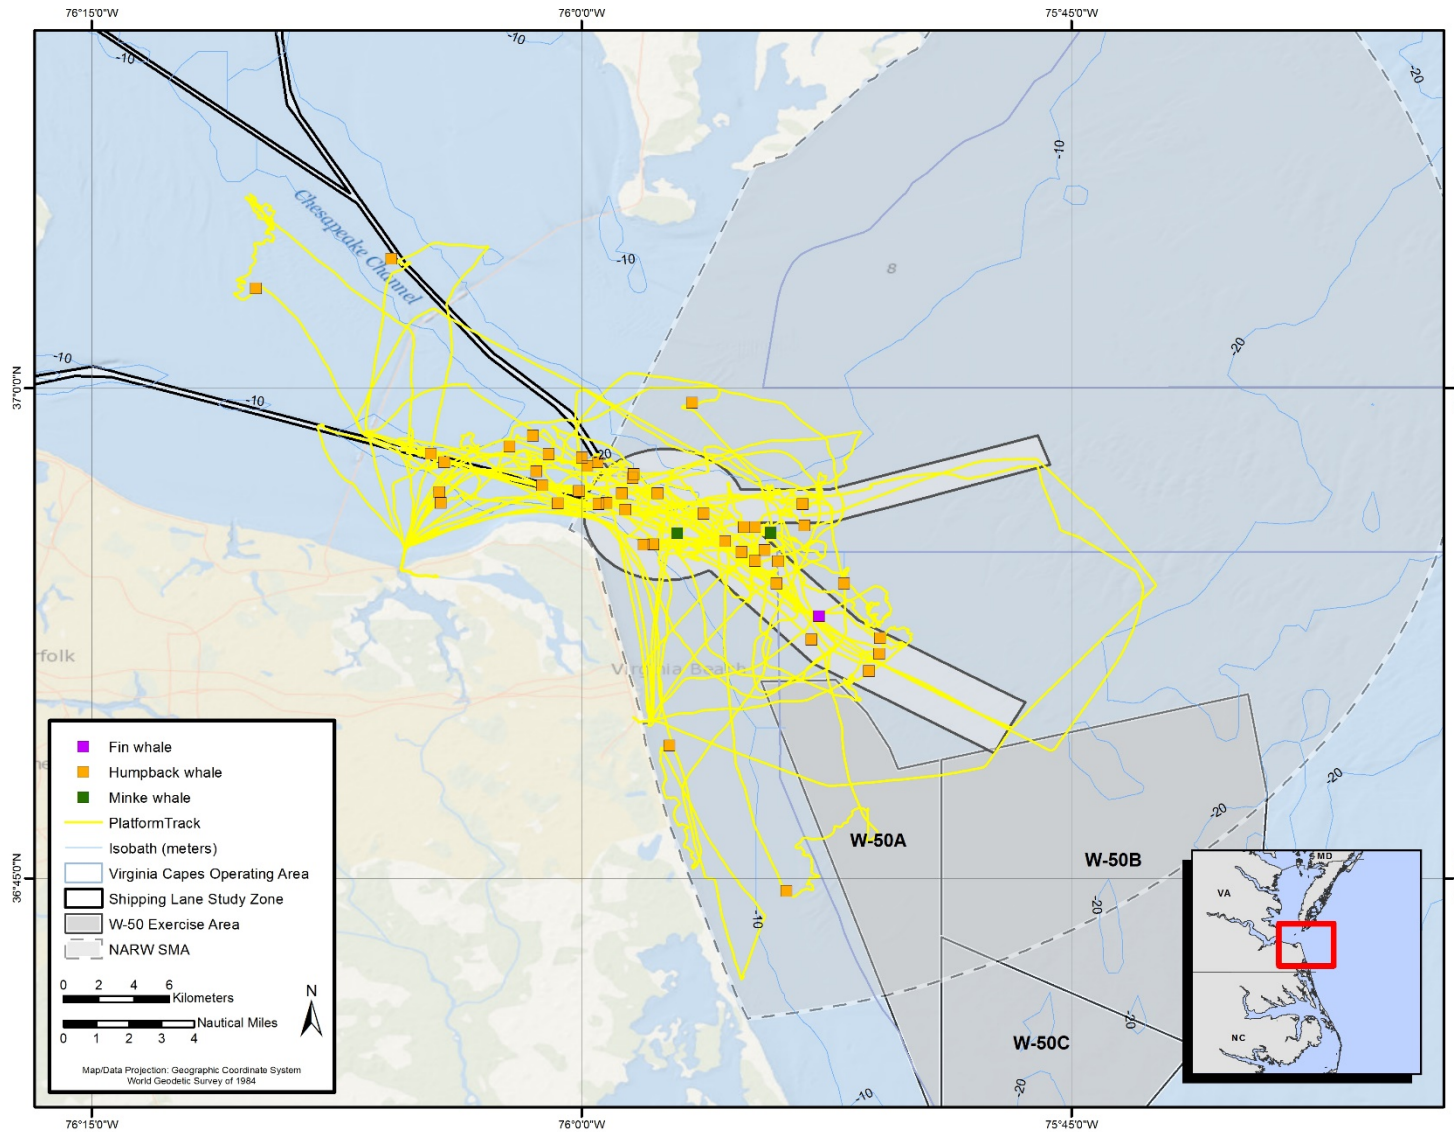 76°15'0"W
76°0'0"W
75°45'0"W
-10
-10
-20
-10
Chesapeake Channel
-10
8
-20
-10
37°0'0"N
-10
-20
Virginia Beach
rfolk
-20
-20
Fin whale
Humpback whale
Minke whale
PlatformTrack
Isobath (meters)
Virginia Capes Operating Area
Shipping Lane Study Zone
W-50 Exercise Area
NARW SMA
0 2 4 6
Kilometers
Nautical Miles
0 1 2 3 4
N
Map/Data Projection: Geographic Coordinate System
World Geodetic Survey of 1984
W-50A
W-50B
36°45'0"N
-10
-20
W-50C
-20
-20
-10
MD
VA
NC
76°15'0"W
76°0'0"W
75°45'0"W